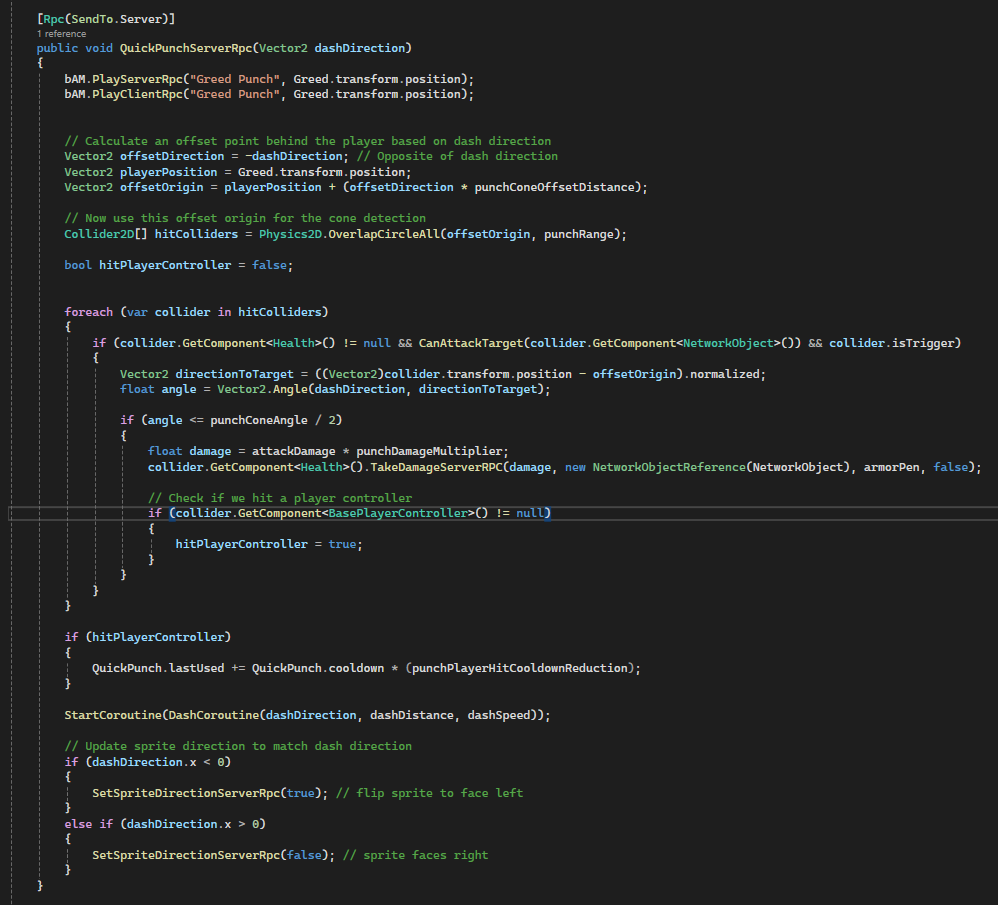 [Rpc(SendTo.Server)]
1 reference
public void QuickPunchServerRpc(Vector2 dashDirection)
{
bAM.PlayServerRpc("Greed Punch", Greed.transform.position);
bAM.PlayClientRpc("Greed Punch", Greed.transform.position);
// Calculate an offset point behind the player based on dash direction
Vector2 offsetDirection = -dashDirection; // Opposite of dash direction
Vector2 playerPosition = Greed.transform.position;
Vector2 offsetOrigin = playerPosition + (offsetDirection * punchConeOffsetDistance);
// Now use this offset origin for the cone detection
Collider2D[] hitColliders = Physics2D.OverlapCircleAll(offsetOrigin, punchRange);
bool hitPlayerController = false;
foreach (var collider in hitColliders)
{
if (collider.GetComponent<Health>() != null && CanAttackTarget(collider.GetComponent<NetworkObject>()) && collider.isTrigger)
{
Vector2 directionToTarget = ((Vector2)collider.transform.position - offsetOrigin).normalized;
float angle = Vector2.Angle(dashDirection, directionToTarget);
if (angle <= punchConeAngle / 2)
{
float damage = attackDamage * punchDamageMultiplier;
collider.GetComponent<Health>().TakeDamageServerRPC(damage, new NetworkObjectReference(NetworkObject), armorPen, false);
// Check if we hit a player controller
if (collider.GetComponent<BasePlayerController>() != null)
{
hitPlayerController = true;
}
}
}
}
if (hitPlayerController)
{
QuickPunch.lastUsed += QuickPunch.cooldown * (punchPlayerHitCooldownReduction);
}
StartCoroutine(DashCoroutine(dashDirection, dashDistance, dashSpeed));
// Update sprite direction to match dash direction
if (dashDirection.x < 0)
{
SetSpriteDirectionServerRpc(true); // flip sprite to face left
}
else if (dashDirection.x > 0)
{
SetSpriteDirectionServerRpc(false); // sprite faces right
}
}